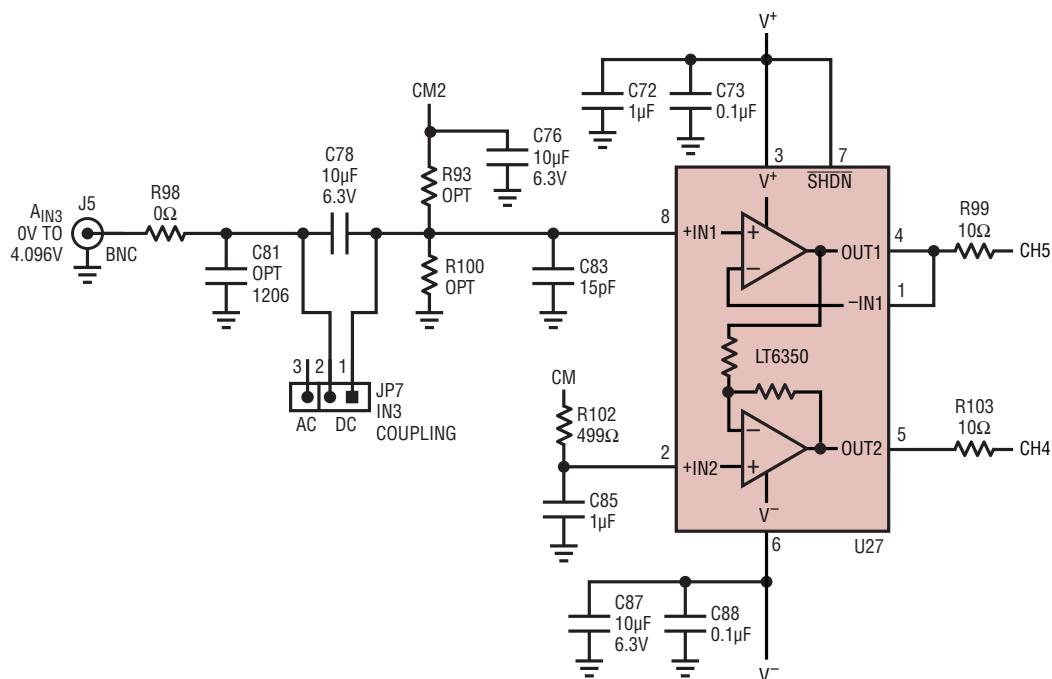 V+
C72
1µF
C73
0.1µF
CM2
C76
10µF
6.3V
C78
10µF
6.3V
R93
OPT
3
7
V+
SHDN
AIN3
0V TO
4.096V
J5
BNC
R98
0Ω
C81
OPT
1206
R100
OPT
C83
15pF
8
+IN1
+
−
OUT1
4
−IN1
1
R99
10Ω
CH5
LT6350
3
2
1
AC
DC
JP7
IN3
COUPLING
CM
R102
499Ω
2
+IN2
−
+
OUT2
5
R103
10Ω
CH4
C85
1µF
V−
6
U27
C87
10µF
6.3V
C88
0.1µF
V−